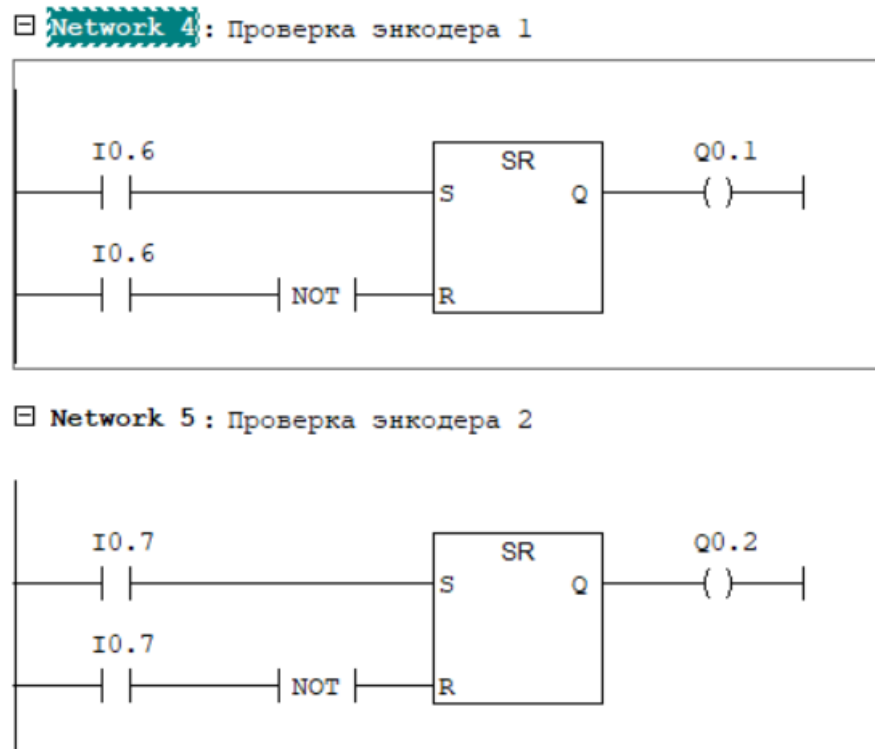 Network 4: Проверка энкодера 1
I0.6
SR
Q0.1
S
Q
I0.6
NOT
R
Network 5: Проверка энкодера 2
I0.7
SR
Q0.2
S
Q
I0.7
NOT
R